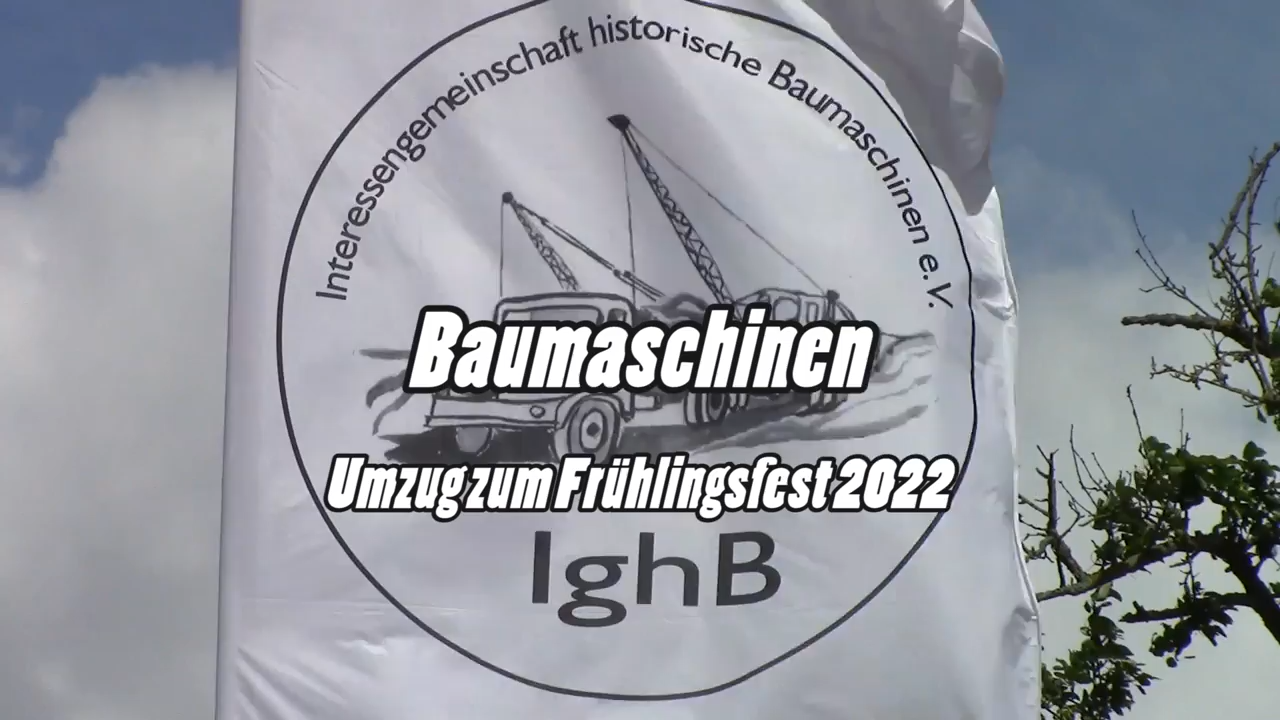 Interessengemeinschaft historische Baumaschinen e.V.
Baumaschinen
Umzug zum Frühlingsfest 2022
IghB